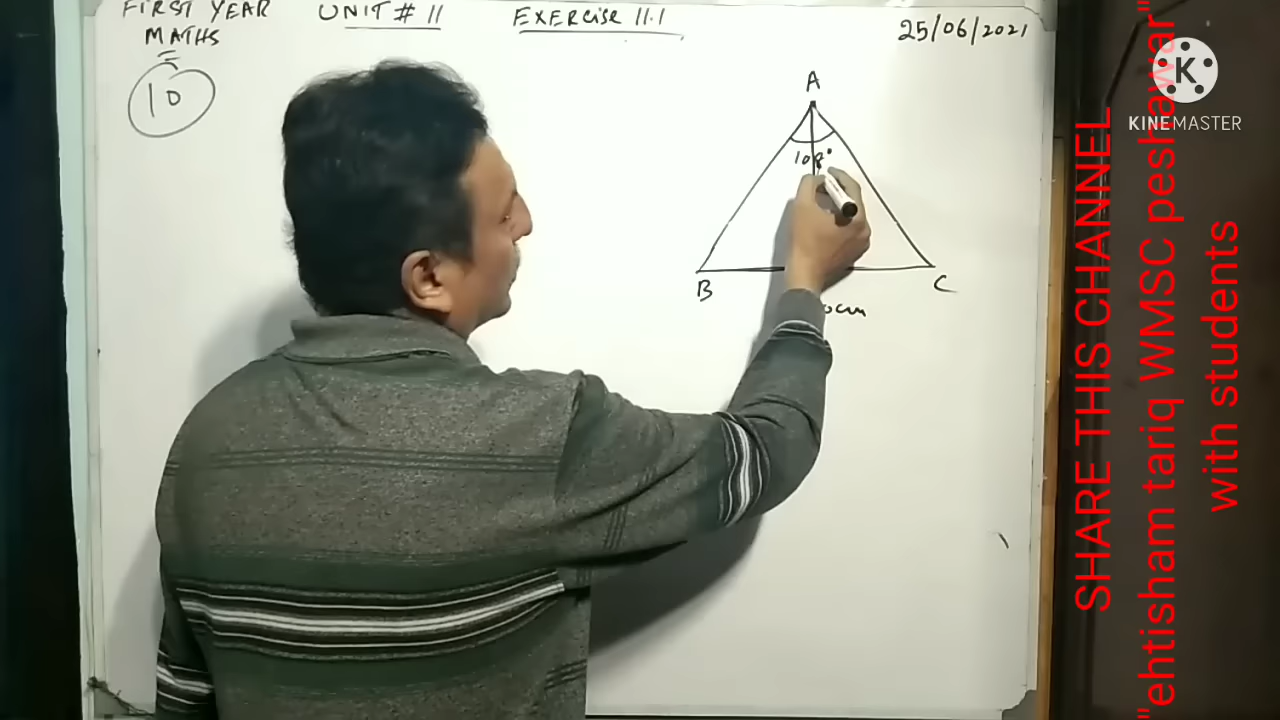 FIRST YEAR
MATHS
UNIT # 11
EXERCISE 11.1
25/06/2021
10
A
108°
B
C
cm
KINEMASTER
SHARE THIS CHANNEL
"ehtisham tariq WMSC peshawar"
with students